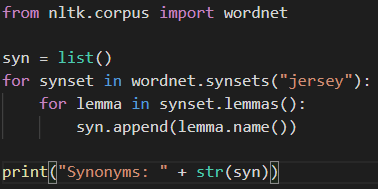 from nltk.corpus import wordnet
syn = list()
for synset in wordnet.synsets("jersey"):
    for lemma in synset.lemmas():
        syn.append(lemma.name())
print("Synonyms: " + str(syn))